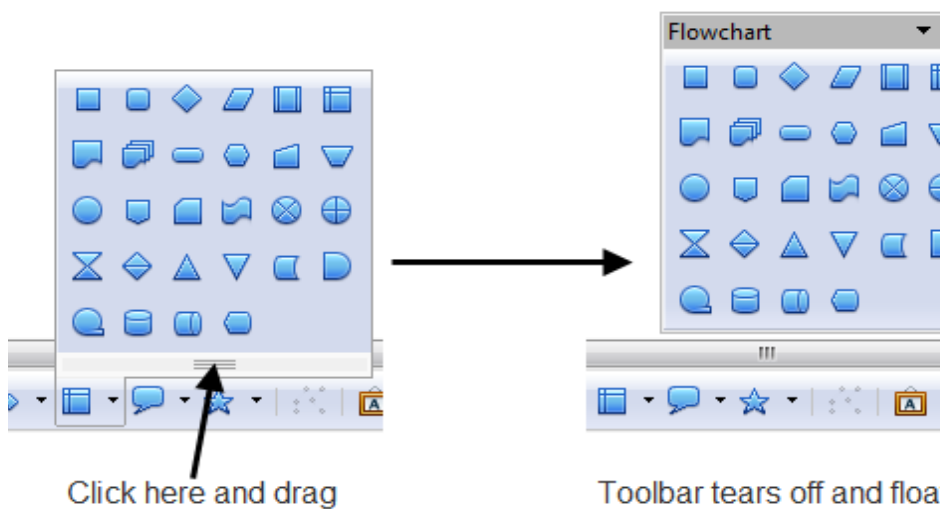 Flowchart
A
A
Click here and drag
Toolbar tears off and floa